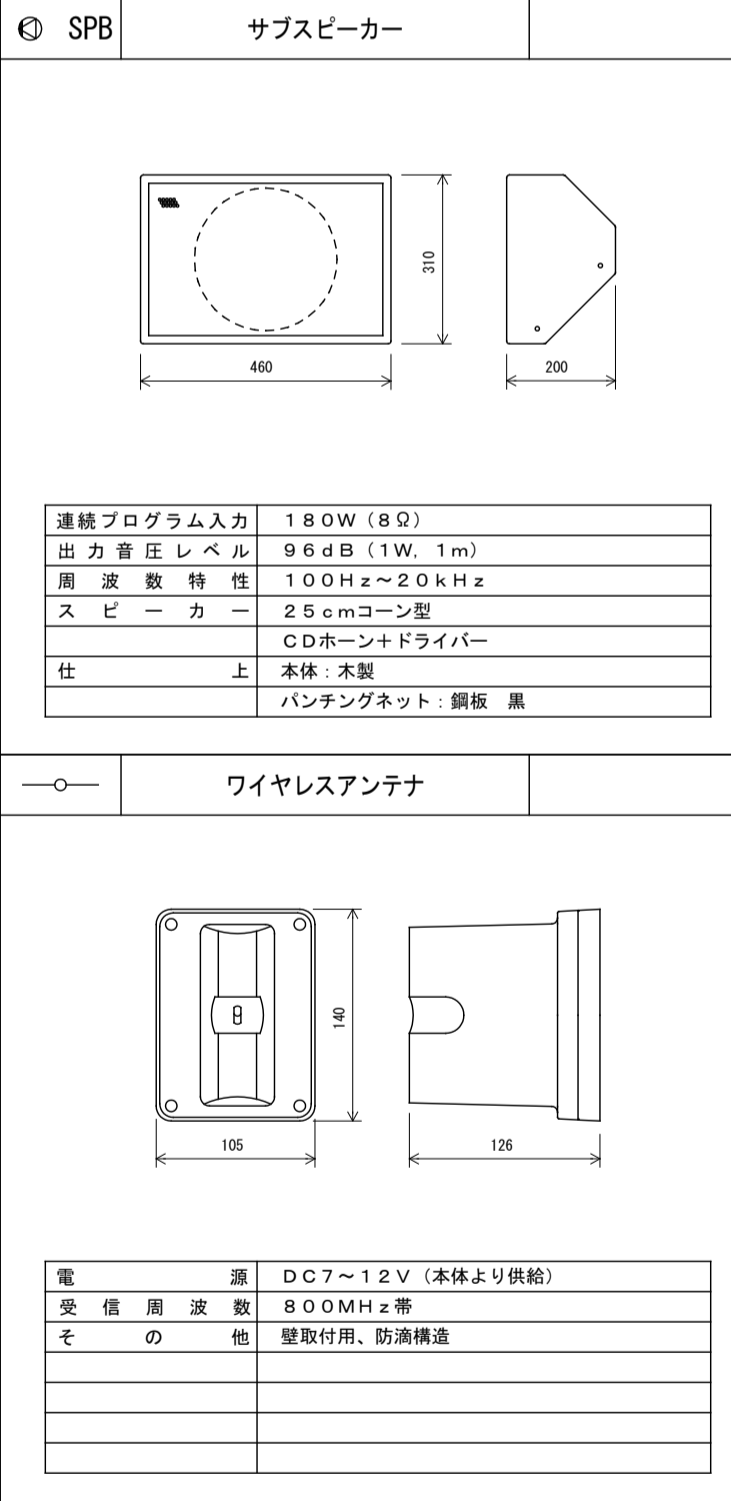 SPB サブスピーカー
310
460
200
連続プログラム入力 180W(8Ω)
出力音圧レベル 96dB(1W, 1m)
周波数特性 100Hz~20kHz
スピーカー 25cmコーン型
CDホーン+ドライバー
仕上 本体:木製
パンチングネット:鋼板 黒
ワイヤレスアンテナ
140
105
126
電源 DC7~12V(本体より供給)
受信周波数 800MHz帯
その他 壁取付用、防滴構造